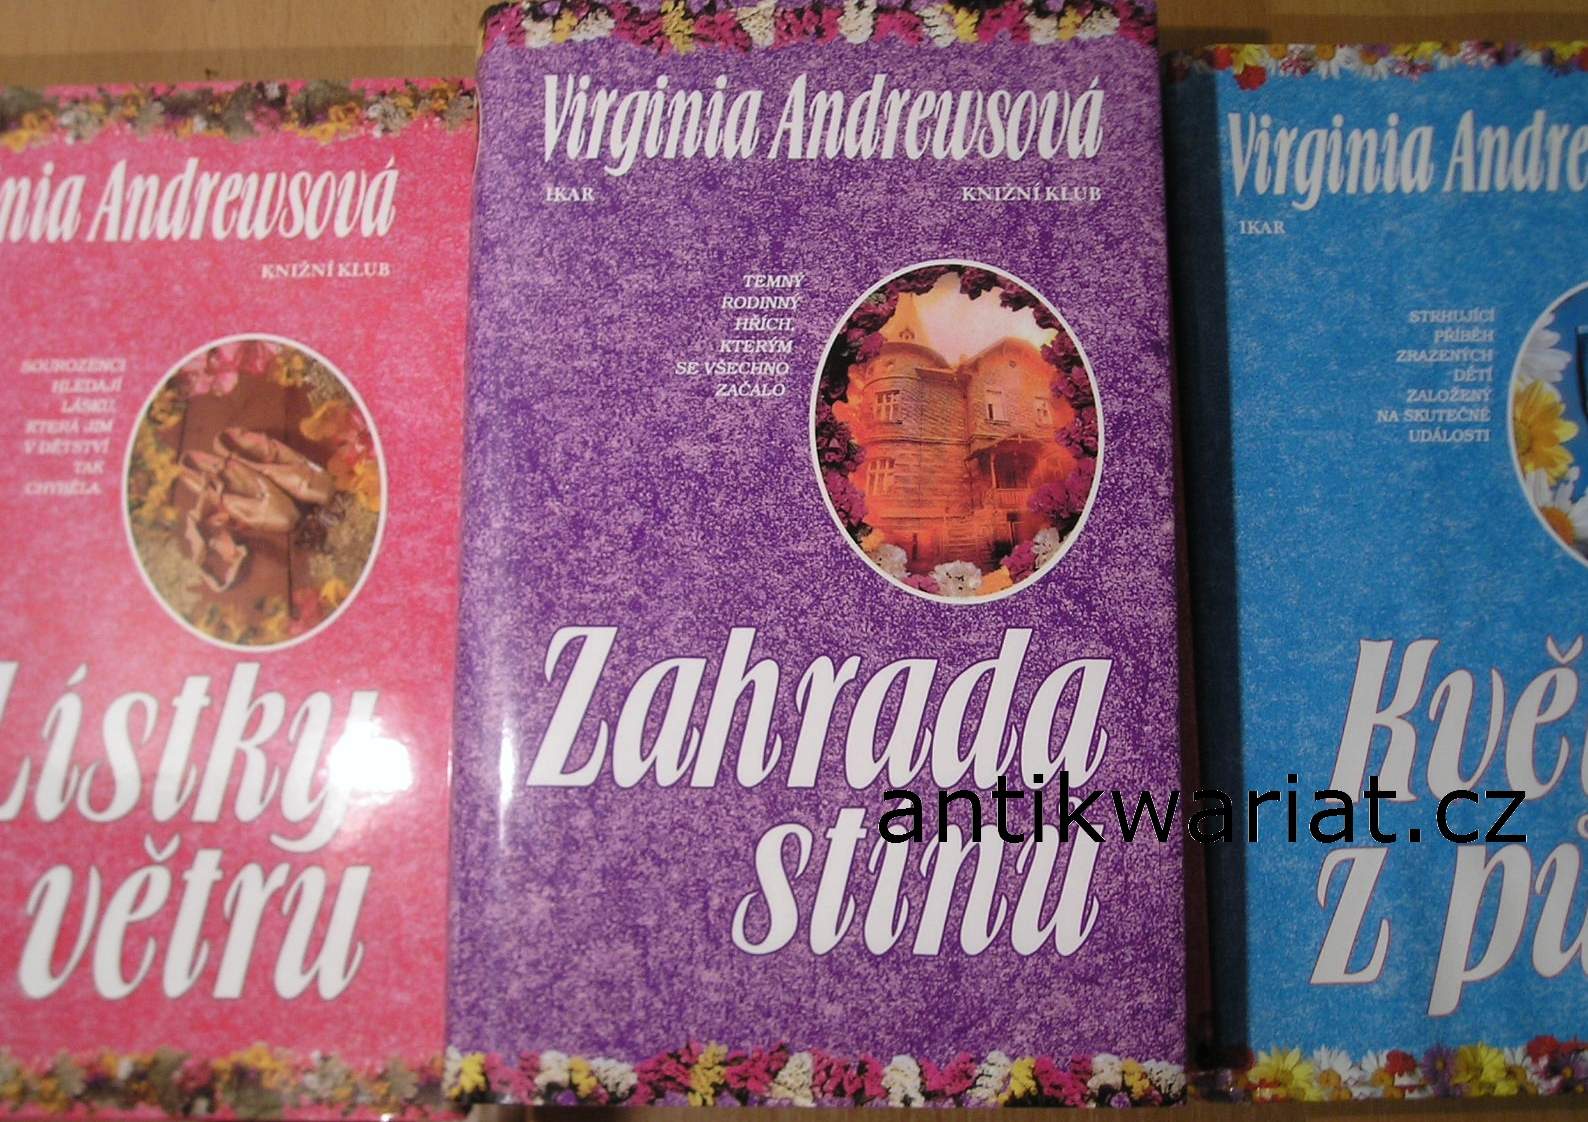 nia Andrewsová
KNIŽNÍ KLUB
SOUROZENCI
HLEDAJÍ
LÁSKU,
KTERÁ JIM
V DĚTSTVÍ
TAK
CHYBĚLA.
Lístky
větru
Virginia Andrewsová
IKAR KNIŽNÍ KLUB
TEMNÝ
RODINNÝ
HŘÍCH,
KTERÝM
SE VŠECHNO
ZAČALO
Zahrada
stínů
Virginia Andre
IKAR
STRHUJÍCÍ
PŘÍBĚH
ZRAZENÝCH
DĚTÍ
ZALOŽENÝ
NA SKUTEČNÉ
UDÁLOSTI
Kvě
z pů
antikwariat.cz